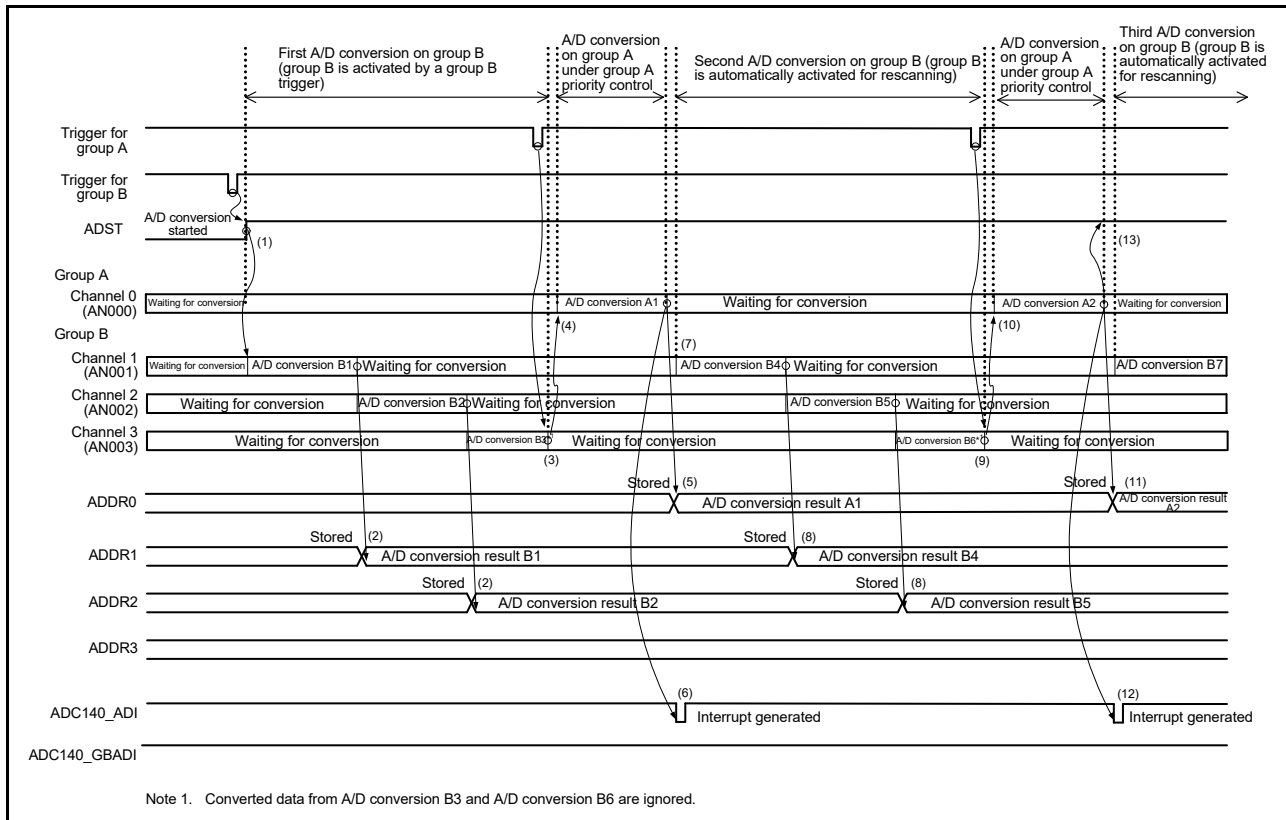 First A/D conversion on group B
(group B is activated by a group B
trigger)
A/D conversion
on group A
under group A
priority control
Second A/D conversion on group B (group B
is automatically activated for rescanning)
A/D conversion
on group A
under group A
priority control
Third A/D conversion
on group B (group B is
automatically activated
for rescanning)
Trigger for
group A
Trigger for
group B
ADST
A/D conversion
started
(1)
(13)
Group A
Channel 0
(AN000)
Waiting for conversion
A/D conversion A1
Waiting for conversion
A/D conversion A2
Waiting for conversion
(4)
(10)
Group B
(7)
Channel 1
(AN001)
Waiting for conversion
A/D conversion B1
Waiting for conversion
A/D conversion B4
Waiting for conversion
A/D conversion B7
Channel 2
(AN002)
Waiting for conversion
A/D conversion B2
Waiting for conversion
A/D conversion B5
Waiting for conversion
Channel 3
(AN003)
Waiting for conversion
A/D conversion B3
Waiting for conversion
A/D conversion B6*
Waiting for conversion
(3)
(9)
ADDR0
Stored
(5)
A/D conversion result A1
Stored
(11)
A/D conversion result
A2
ADDR1
Stored
(2)
A/D conversion result B1
(8)
Stored
A/D conversion result B4
ADDR2
Stored
(2)
A/D conversion result B2
Stored
(8)
A/D conversion result B5
ADDR3
ADC140_ADI
(6)
Interrupt generated
(12)
Interrupt generated
ADC140_GBADI
Note 1. Converted data from A/D conversion B3 and A/D conversion B6 are ignored.